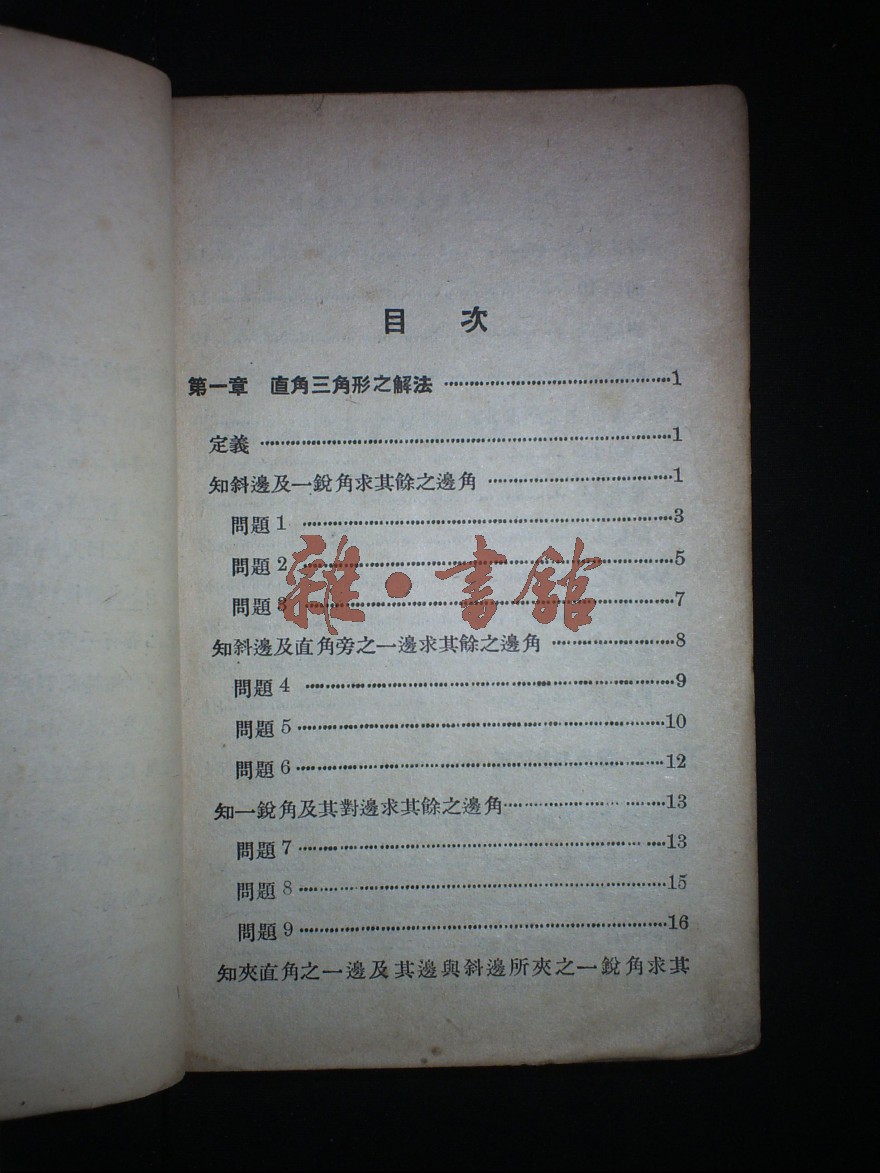 目　次
第一章　直角三角形之解法 ………………………………1
定義 ………………………………1
知斜邊及一銳角求其餘之邊角 ………………………………1
問題1 ………………………………3
問題2 ………………………………5
問題3 ………………………………7
雜·書館
知斜邊及直角旁之一邊求其餘之邊角 ………………………………8
問題4 ………………………………9
問題5 ………………………………10
問題6 ………………………………12
知一銳角及其對邊求其餘之邊角 ………………………………13
問題7 ………………………………13
問題8 ………………………………15
問題9 ………………………………16
知夾直角之一邊及其邊與斜邊所夾之一銳角求其